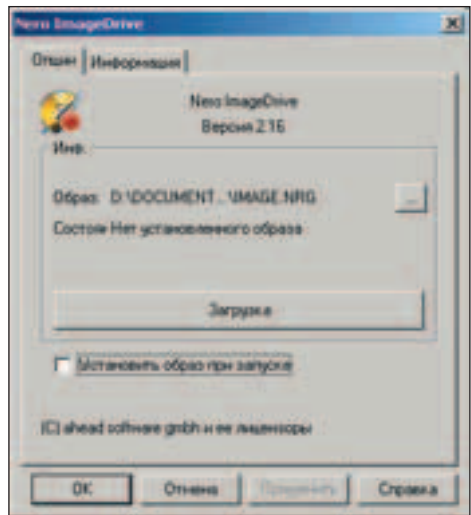 Nero ImageDrive
Опции Информация
Nero ImageDrive
Версия 2.16
Инф.
Образ: D:\DOCUMENT...\IMAGE.NRG ...
Состоян Нет установленного образа
Загрузка
Установить образ при запуске
(C) ahead software gmbh и ее лицензоры
OK Отмена Применить Справка